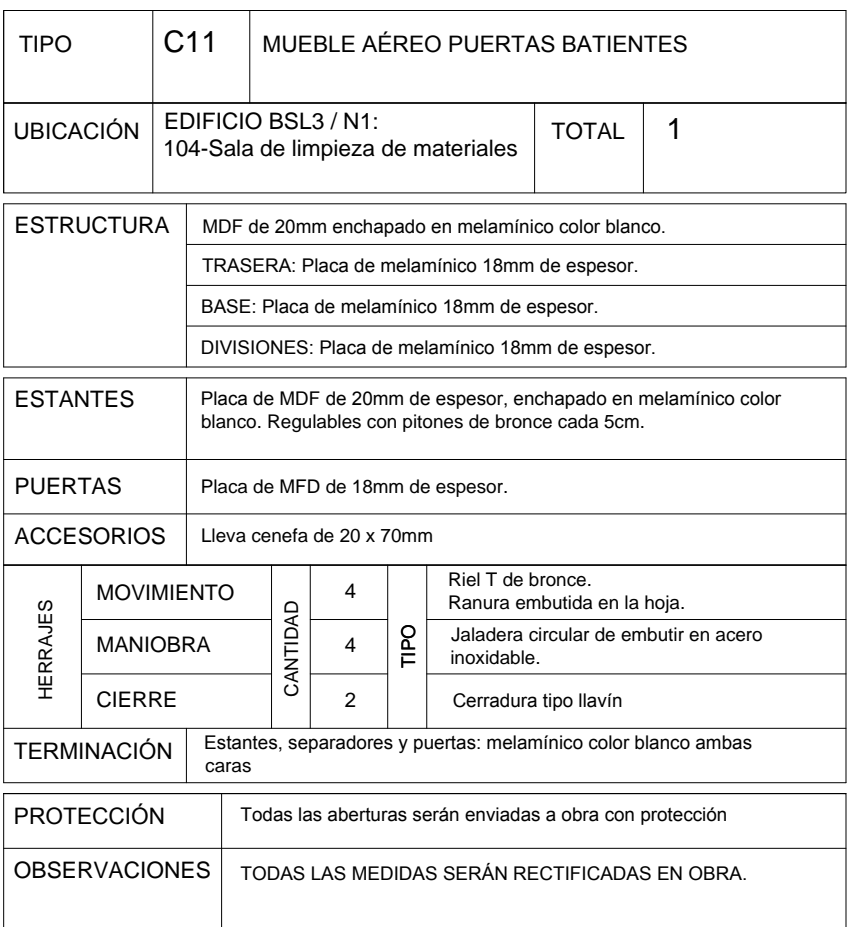 TIPO C11 MUEBLE AÉREO PUERTAS BATIENTES
UBICACIÓN EDIFICIO BSL3 / N1: TOTAL 1
104-Sala de limpieza de materiales
ESTRUCTURA MDF de 20mm enchapado en melamínico color blanco.
TRASERA: Placa de melamínico 18mm de espesor.
BASE: Placa de melamínico 18mm de espesor.
DIVISIONES: Placa de melamínico 18mm de espesor.
ESTANTES Placa de MDF de 20mm de espesor, enchapado en melamínico color
blanco. Regulables con pitones de bronce cada 5cm.
PUERTAS Placa de MFD de 18mm de espesor.
ACCESORIOS Lleva cenefa de 20 x 70mm
HERRAJES
MOVIMIENTO
CANTIDAD
4
TIPO
Riel T de bronce.
Ranura embutida en la hoja.
MANIOBRA 4 Jaladera circular de embutir en acero
inoxidable.
CIERRE 2 Cerradura tipo llavín
TERMINACIÓN Estantes, separadores y puertas: melamínico color blanco ambas
caras
PROTECCIÓN Todas las aberturas serán enviadas a obra con protección
OBSERVACIONES TODAS LAS MEDIDAS SERÁN RECTIFICADAS EN OBRA.